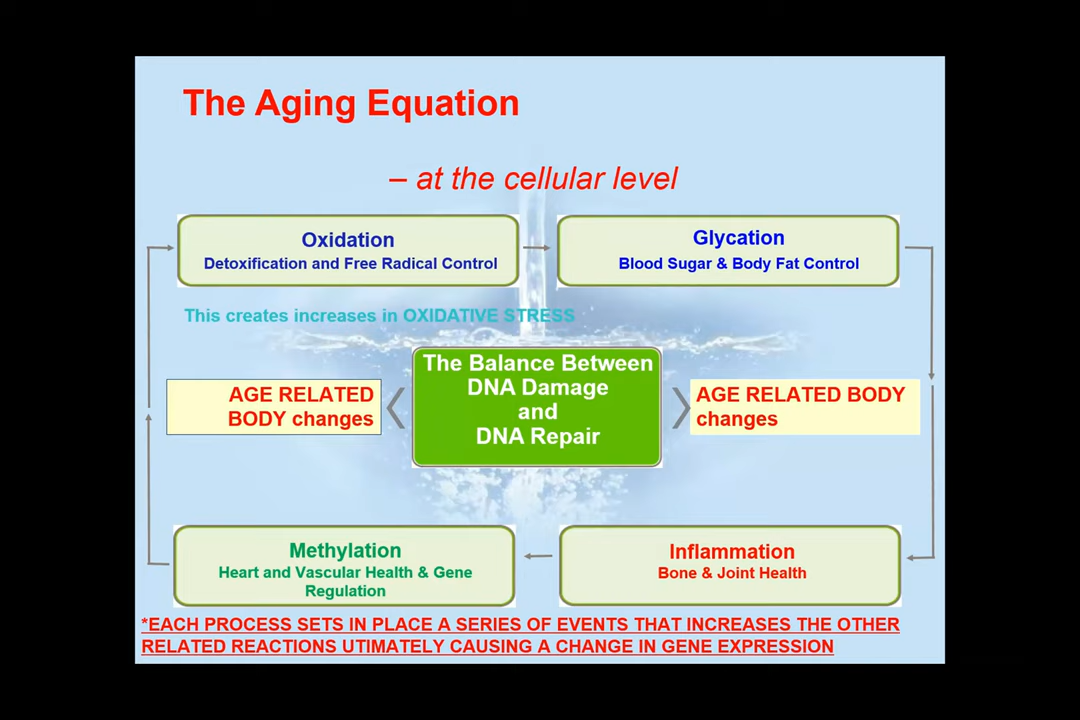 The Aging Equation
– at the cellular level
Oxidation
Detoxification and Free Radical Control
Glycation
Blood Sugar & Body Fat Control
This creates increases in OXIDATIVE STRESS
The Balance Between
DNA Damage
and
DNA Repair
AGE RELATED
BODY changes
AGE RELATED BODY
changes
Methylation
Heart and Vascular Health & Gene
Regulation
Inflammation
Bone & Joint Health
*EACH PROCESS SETS IN PLACE A SERIES OF EVENTS THAT INCREASES THE OTHER
RELATED REACTIONS UTIMATELY CAUSING A CHANGE IN GENE EXPRESSION